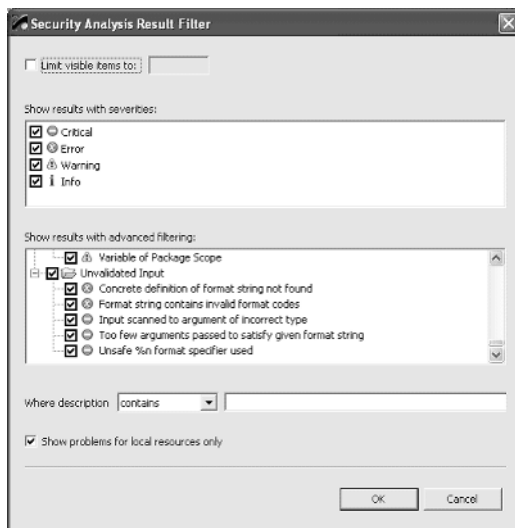 Security Analysis Result Filter
Limit visible items to:
Show results with severities:
Critical
Error
Warning
Info
Show results with advanced filtering:
Variable of Package Scope
Unvalidated Input
Concrete definition of format string not found
Format string contains invalid format codes
Input scanned to argument of incorrect type
Too few arguments passed to satisfy given format string
Unsafe %n format specifier used
Where description contains
Show problems for local resources only
OK Cancel